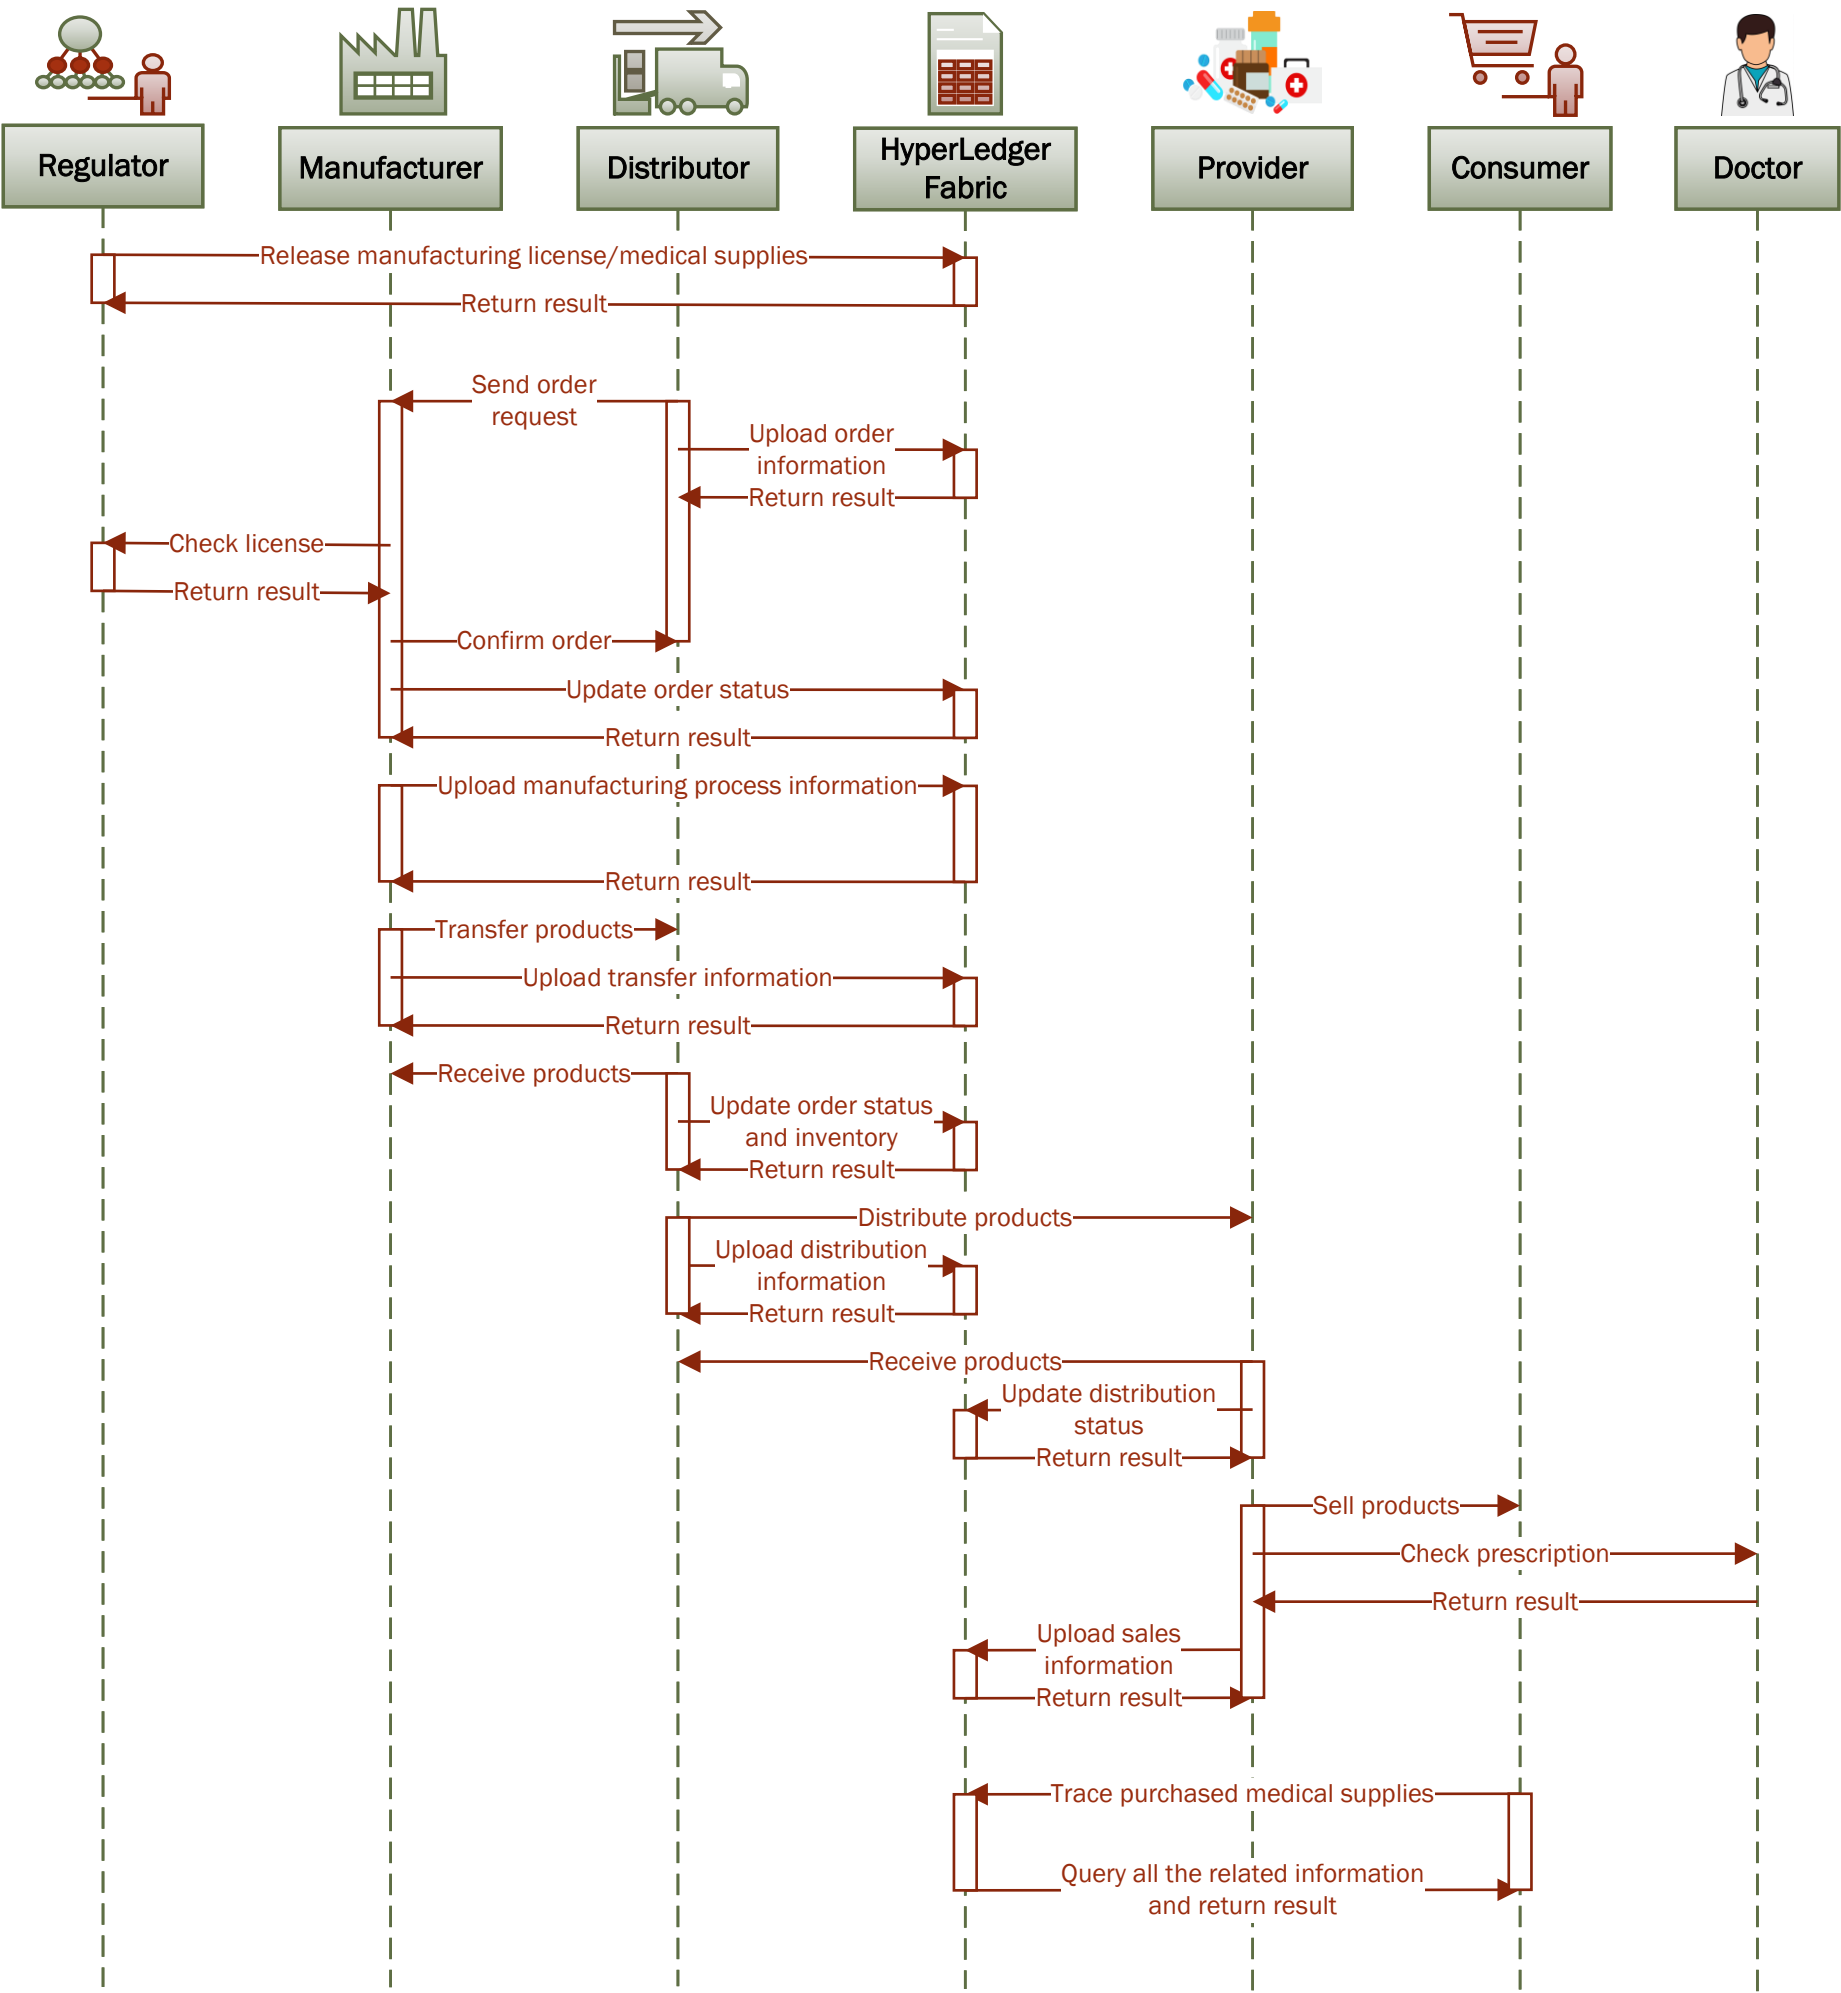 Regulator
Manufacturer
Distributor
HyperLedger
Fabric
Provider
Consumer
Doctor
Release manufacturing license/medical supplies
Return result
Send order
request
Upload order
information
Return result
Check license
Return result
Confirm order
Update order status
Return result
Upload manufacturing process information
Return result
Transfer products
Upload transfer information
Return result
Receive products
Update order status
and inventory
Return result
Distribute products
Upload distribution
information
Return result
Receive products
Update distribution
status
Return result
Sell products
Check prescription
Return result
Upload sales
information
Return result
Trace purchased medical supplies
Query all the related information
and return result